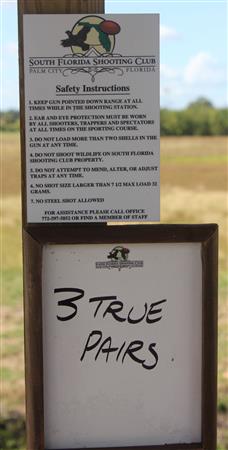 SOUTH FLORIDA SHOOTING CLUB
PALM CITY FLORIDA
Safety Instructions
1. KEEP GUN POINTED DOWN RANGE AT ALL
TIMES WHILE IN THE SHOOTING STAND.
2. EAR AND EYE PROTECTION MUST BE WORN
BY ALL SHOOTERS, TRAPPERS AND SPECTATORS
AT ALL TIMES ON THE SPORTING COURSE.
3. DO NOT LOAD MORE THAN TWO SHELLS IN THE
GUN AT ANY TIME.
4. DO NOT SHOOT WILDLIFE ON SOUTH FLORIDA
SHOOTING CLUB PROPERTY.
5. DO NOT ATTEMPT TO MEND, ALTER, OR ADJUST
TRAPS AT ANY TIME.
6. NO SHOT SIZE LARGER THAN 7 1/2 MAX LOAD 32
GRAMS.
7. NO STEEL SHOT ALLOWED
FOR ASSISTANCE PLEASE CALL OFFICE
OR FIND A MEMBER OF STAFF
SOUTH FLORIDA SHOOTING CLUB
3 TRUE
PAIRS